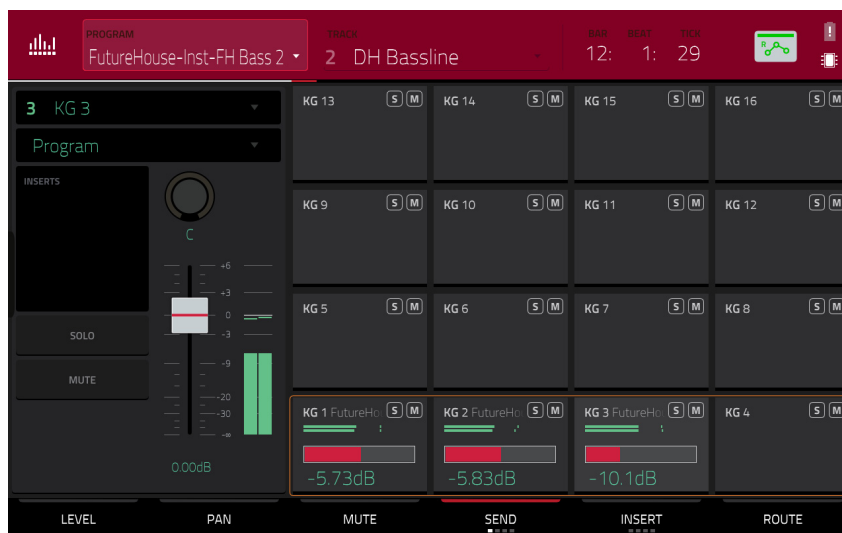 PROGRAM
FutureHouse-Inst-FH Bass 2
TRACK
2 DH Bassline
BAR BEAT TICK
12: 1: 29
R
3 KG 3
Program
INSERTS
C
+6
+3
0
-3
-9
-20
-30
-∞
SOLO
MUTE
0.00dB
KG 13 S M
KG 14 S M
KG 15 S M
KG 16 S M
KG 9 S M
KG 10 S M
KG 11 S M
KG 12 S M
KG 5 S M
KG 6 S M
KG 7 S M
KG 8 S M
KG 1 FutureHo S M
KG 2 FutureHo S M
KG 3 FutureHo S M
KG 4 S M
-5.73dB
-5.83dB
-10.1dB
LEVEL
PAN
MUTE
SEND
INSERT
ROUTE